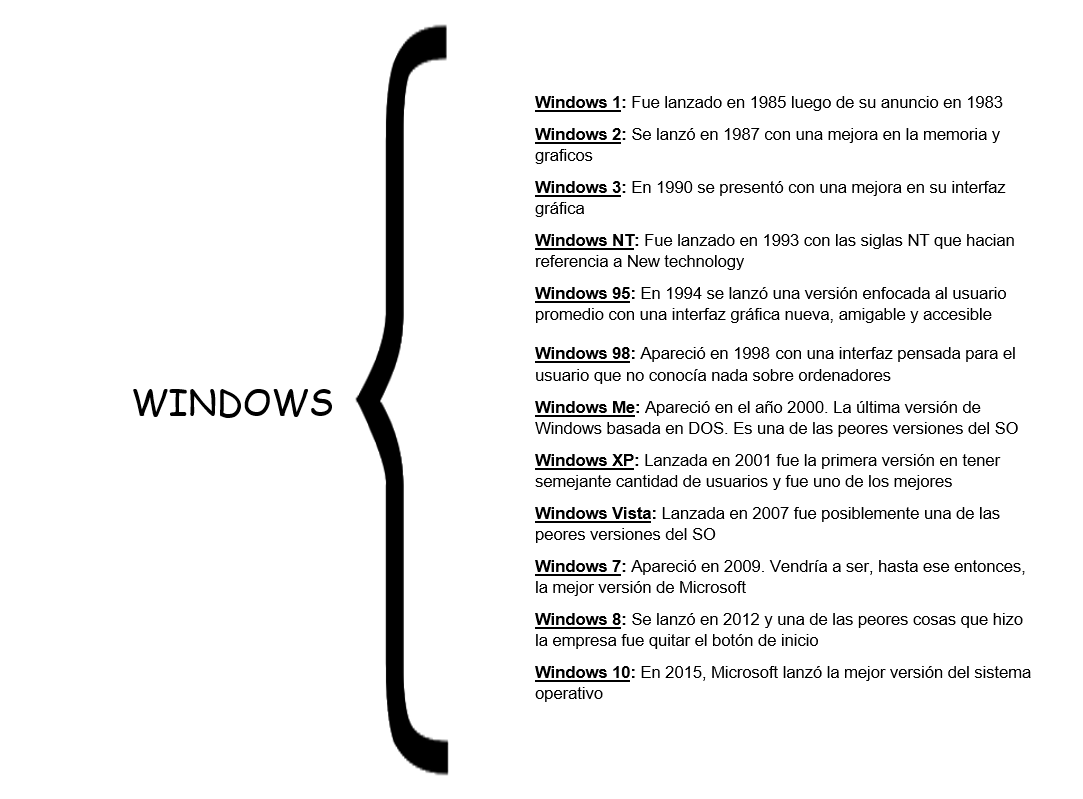 WINDOWS
Windows 1: Fue lanzado en 1985 luego de su anuncio en 1983
Windows 2: Se lanzó en 1987 con una mejora en la memoria y
graficos
Windows 3: En 1990 se presentó con una mejora en su interfaz
gráfica
Windows NT: Fue lanzado en 1993 con las siglas NT que hacian
referencia a New technology
Windows 95: En 1994 se lanzó una versión enfocada al usuario
promedio con una interfaz gráfica nueva, amigable y accesible
Windows 98: Apareció en 1998 con una interfaz pensada para el
usuario que no conocía nada sobre ordenadores
Windows Me: Apareció en el año 2000. La última versión de
Windows basada en DOS. Es una de las peores versiones del SO
Windows XP: Lanzada en 2001 fue la primera versión en tener
semejante cantidad de usuarios y fue uno de los mejores
Windows Vista: Lanzada en 2007 fue posiblemente una de las
peores versiones del SO
Windows 7: Apareció en 2009. Vendría a ser, hasta ese entonces,
la mejor versión de Microsoft
Windows 8: Se lanzó en 2012 y una de las peores cosas que hizo
la empresa fue quitar el botón de inicio
Windows 10: En 2015, Microsoft lanzó la mejor versión del sistema
operativo